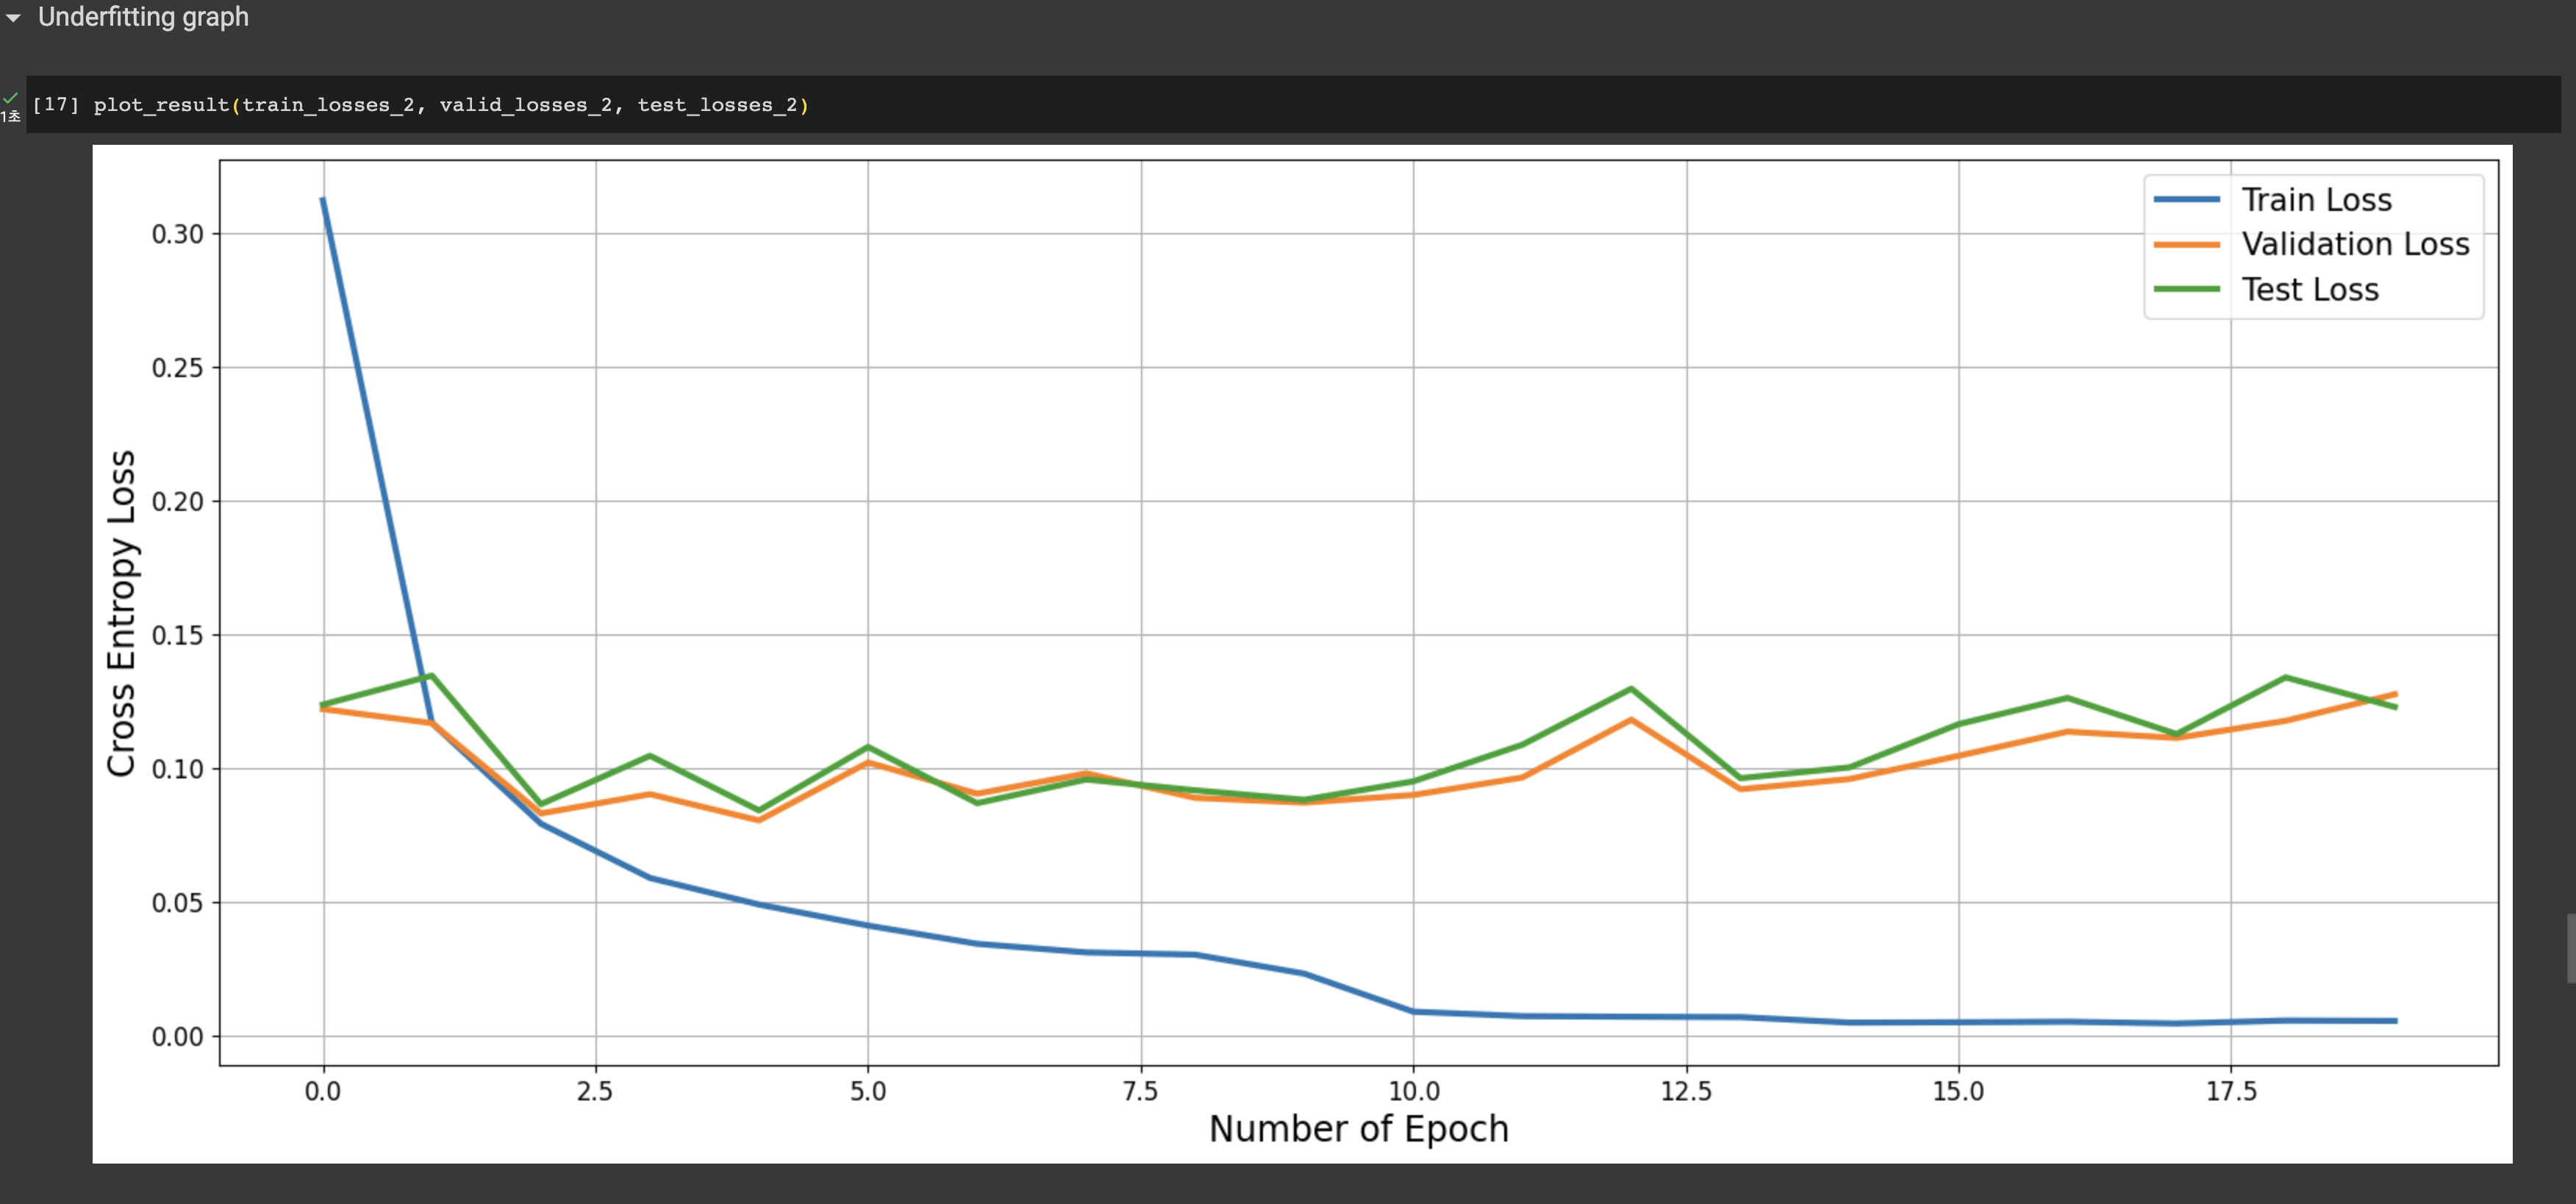 Underfitting graph
1초
[17] plot_result(train_losses_2, valid_losses_2, test_losses_2)
Train Loss
Validation Loss
Test Loss
Cross Entropy Loss
0.30
0.25
0.20
0.15
0.10
0.05
0.00
0.0 2.5 5.0 7.5 10.0 12.5 15.0 17.5
Number of Epoch